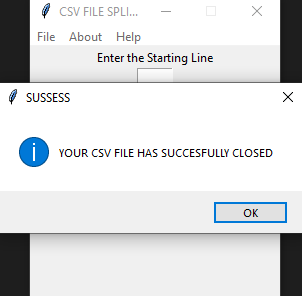 CSV FILE SPLI...
File About Help
Enter the Starting Line
SUSSESS
YOUR CSV FILE HAS SUCCESFULLY CLOSED
OK